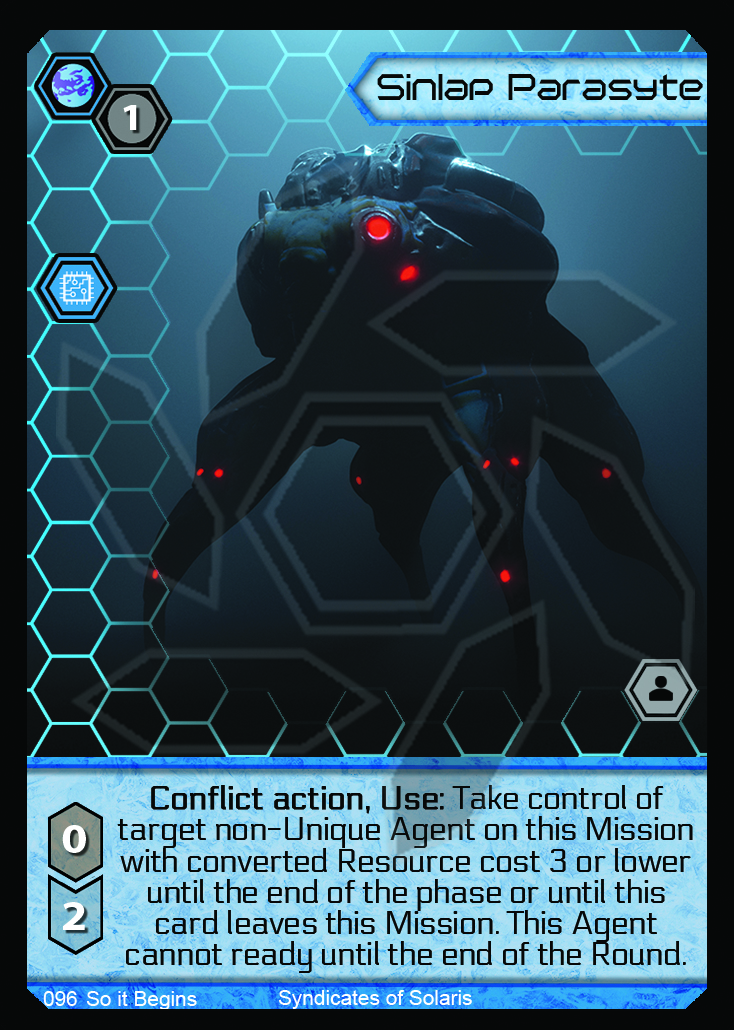 Sinlap Parasyte
1
Conflict action, Use: Take control of
target non-Unique Agent on this Mission
with converted Resource cost 3 or lower
until the end of the phase or until this
card leaves this Mission. This Agent
cannot ready until the end of the Round.
0
2
096 So it Begins
Syndicates of Solaris